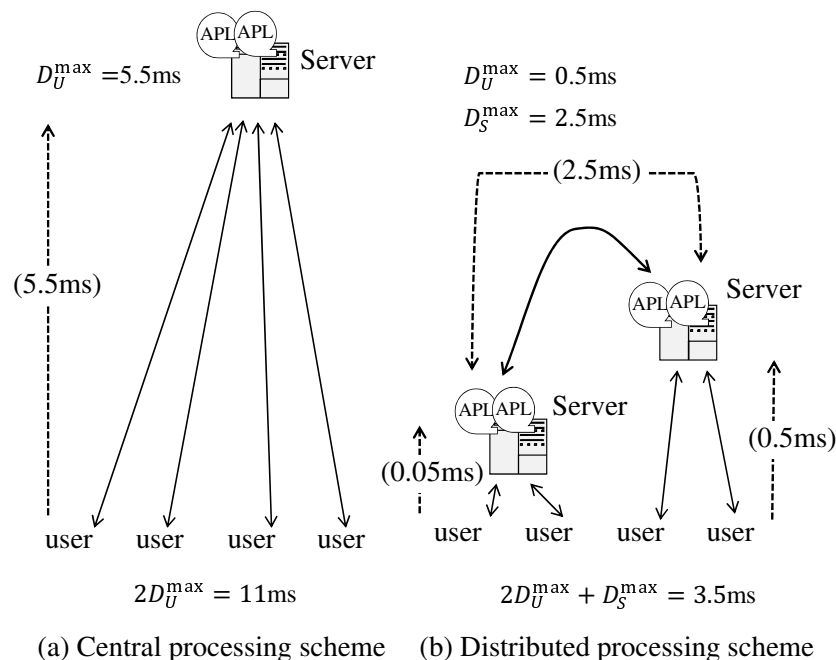 APL APL
Server
D_U^max =5.5ms
(5.5ms)
user user user user
2D_U^max = 11ms
(a) Central processing scheme
D_U^max = 0.5ms
D_S^max = 2.5ms
(2.5ms)
APL APL
Server
APL APL
Server
(0.05ms)
(0.5ms)
user user user user
2D_U^max + D_S^max = 3.5ms
(b) Distributed processing scheme